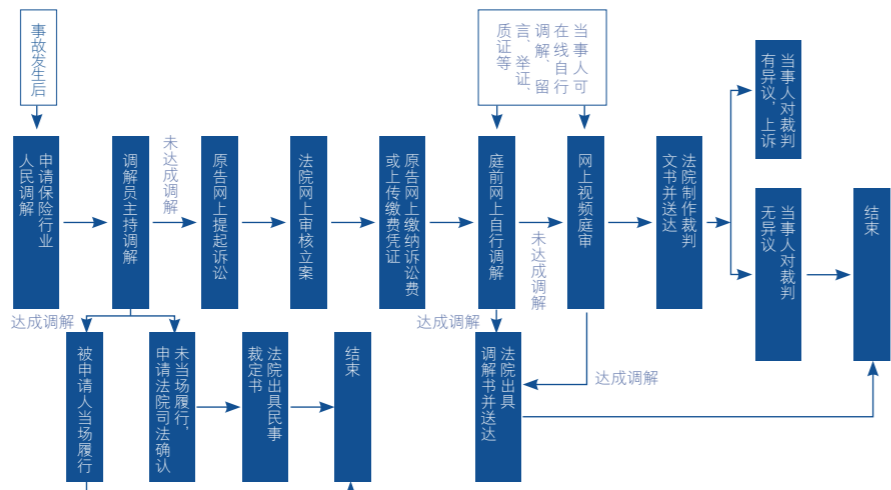 事故发生后
当事人可
在线自行
调解、留
言、举证、
质证等
申请保险行业
人民调解
调解员主持调解
未达成调解
原告网上提起诉讼
法院网上审核立案
原告网上缴纳诉讼费
或上传缴费凭证
庭前网上自行调解
未达成调解
网上视频庭审
法院制作裁判
文书并送达
当事人对裁判
有异议，上诉
当事人对裁判
无异议
结束
达成调解
被申请人当场履行
未当场履行，
申请法院司法确认
法院出具民事
裁定书
结束
达成调解
法院出具
调解书并送达
达成调解